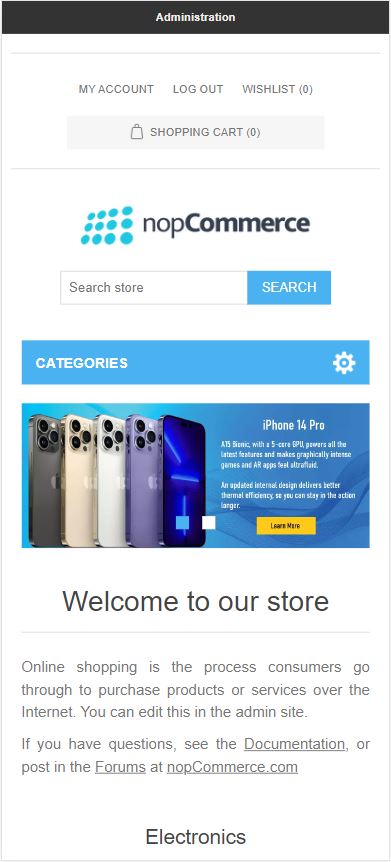 Administration
MY ACCOUNT LOG OUT WISHLIST (0)
SHOPPING CART (0)
nopCommerce
Search store SEARCH
CATEGORIES
iPhone 14 Pro
A15 Bionic, with a 5-core GPU, powers all the
latest features and makes graphically intense
games and AR apps feel ultrafluid.
An updated internal design delivers better
thermal efficiency, so you can stay in the action
longer.
Learn More
Welcome to our store
Online shopping is the process consumers go
through to purchase products or services over the
Internet. You can edit this in the admin site.
If you have questions, see the Documentation, or
post in the Forums at nopCommerce.com
Electronics